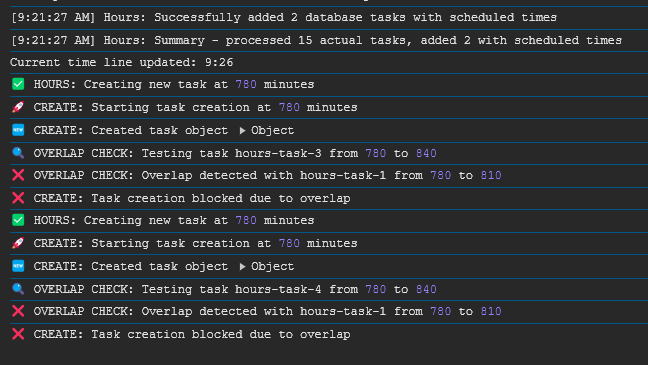 [9:21:27 AM] Hours: Successfully added 2 database tasks with scheduled times
[9:21:27 AM] Hours: Summary - processed 15 actual tasks, added 2 with scheduled times
Current time line updated: 9:26
✅ HOURS: Creating new task at 780 minutes
🚀 CREATE: Starting task creation at 780 minutes
🆕 CREATE: Created task object ▶ Object
🔍 OVERLAP CHECK: Testing task hours-task-3 from 780 to 840
❌ OVERLAP CHECK: Overlap detected with hours-task-1 from 780 to 810
❌ CREATE: Task creation blocked due to overlap
✅ HOURS: Creating new task at 780 minutes
🚀 CREATE: Starting task creation at 780 minutes
🆕 CREATE: Created task object ▶ Object
🔍 OVERLAP CHECK: Testing task hours-task-4 from 780 to 840
❌ OVERLAP CHECK: Overlap detected with hours-task-1 from 780 to 810
❌ CREATE: Task creation blocked due to overlap